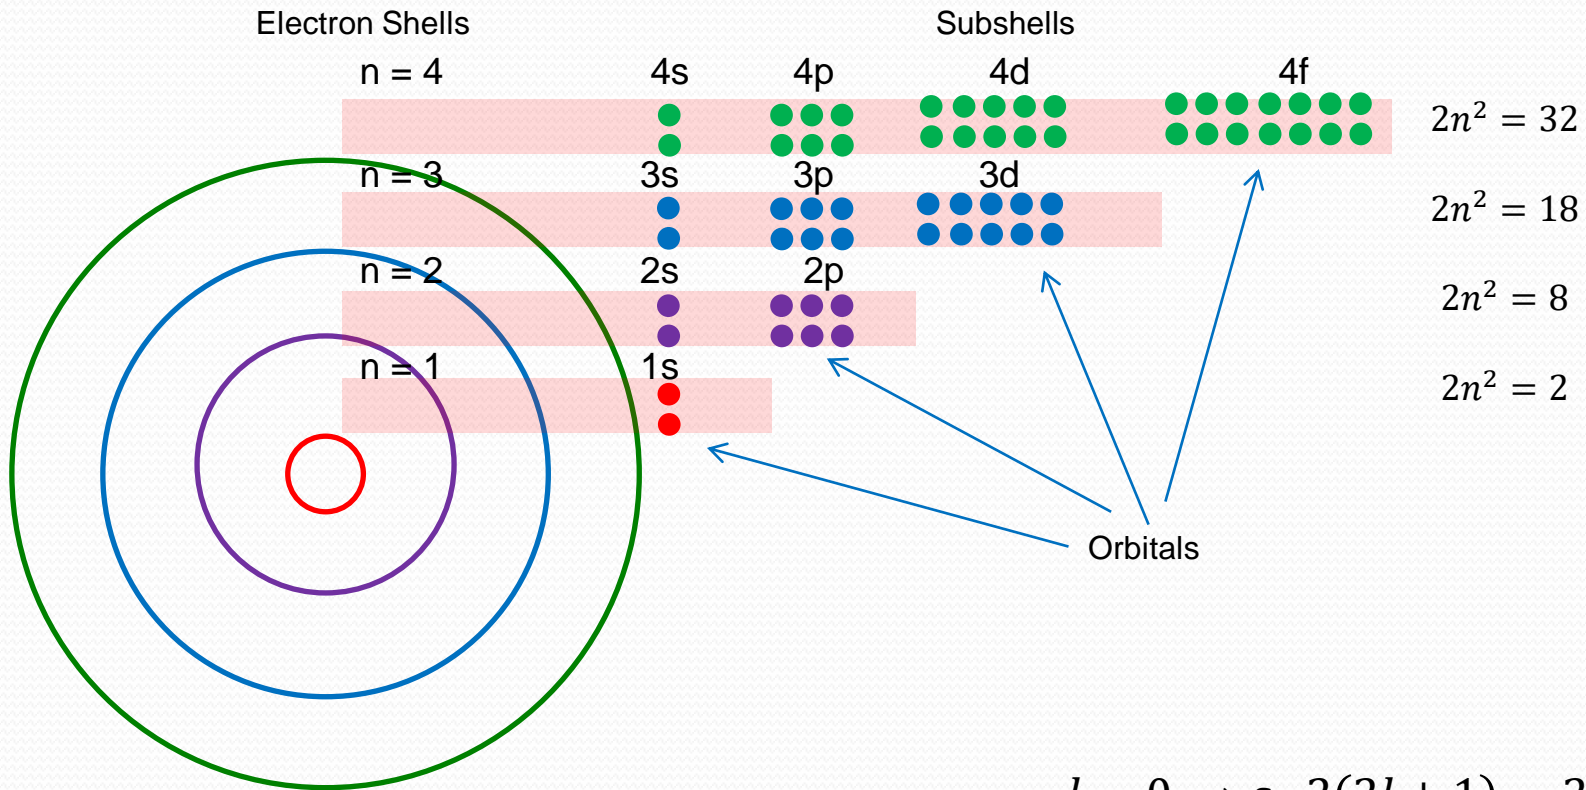 Electron Shells Subshells
n = 4 4s 4p 4d 4f
2n² = 32
n = 3 3s 3p 3d
2n² = 18
n = 2 2s 2p
2n² = 8
n = 1 1s
2n² = 2
Orbitals